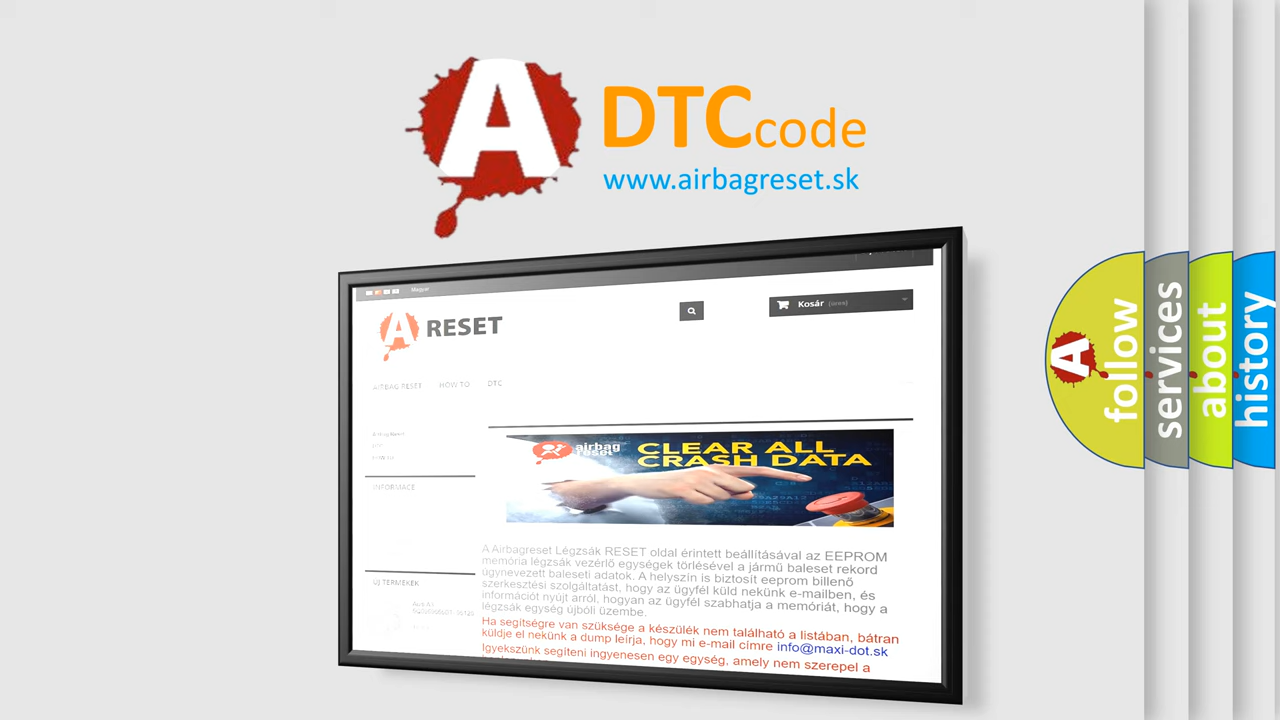 A
DTCcode
www.airbagreset.sk
Magyar
A RESET
Kosár (üres)
AIRBAG RESET HOW TO DTC
INFORMACE
ÚJ TERMÉKEK
airbag
reset
CLEAR ALL
CRASH DATA
A Airbagreset Légzsák RESET oldal érintett beállításával az EEPROM
memória légzsák vezérlő egységek törlésével a jármű baleset rekord
úgynevezett baleseti adatok. A helyszín is biztosít eeprom billenő
szerkesztési szolgáltatást, hogy az ügyfél küld nekünk e-mailben, és
információt nyújt arról, hogyan az ügyfél szabhatja a memóriát, hogy a
légzsák egység újbóli üzembe.
Ha segítségre van szüksége a készülék nem található a listában, bátran
küldje el nekünk a dump leírja, hogy mi e-mail címre info@maxi-dot.sk
Igyekszünk segíteni ingyenesen egy egység, amely nem szerepel a
A
follow
services
about
history